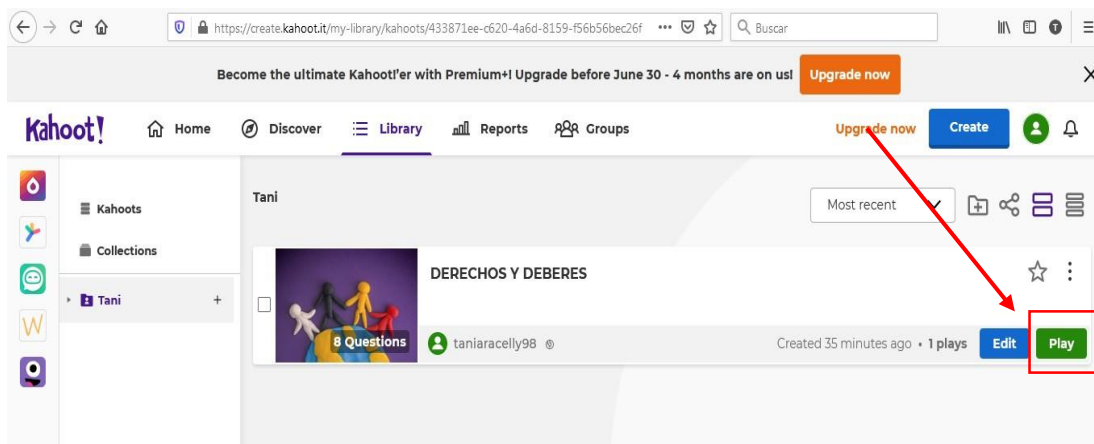 https://create.kahoot.it/my-library/kahoots/433871ee-c620-4a6d-8159-f56b56bec26f
Buscar
Become the ultimate Kahoot!'er with Premium+! Upgrade before June 30 - 4 months are on us! Upgrade now
Kahoot! Home Discover Library Reports Groups Upgrade now Create
Kahoots
Collections
Tani +
Tani
Most recent
DERECHOS Y DEBERES
8 Questions
taniaracelly98
Created 35 minutes ago • 1 plays Edit Play
W